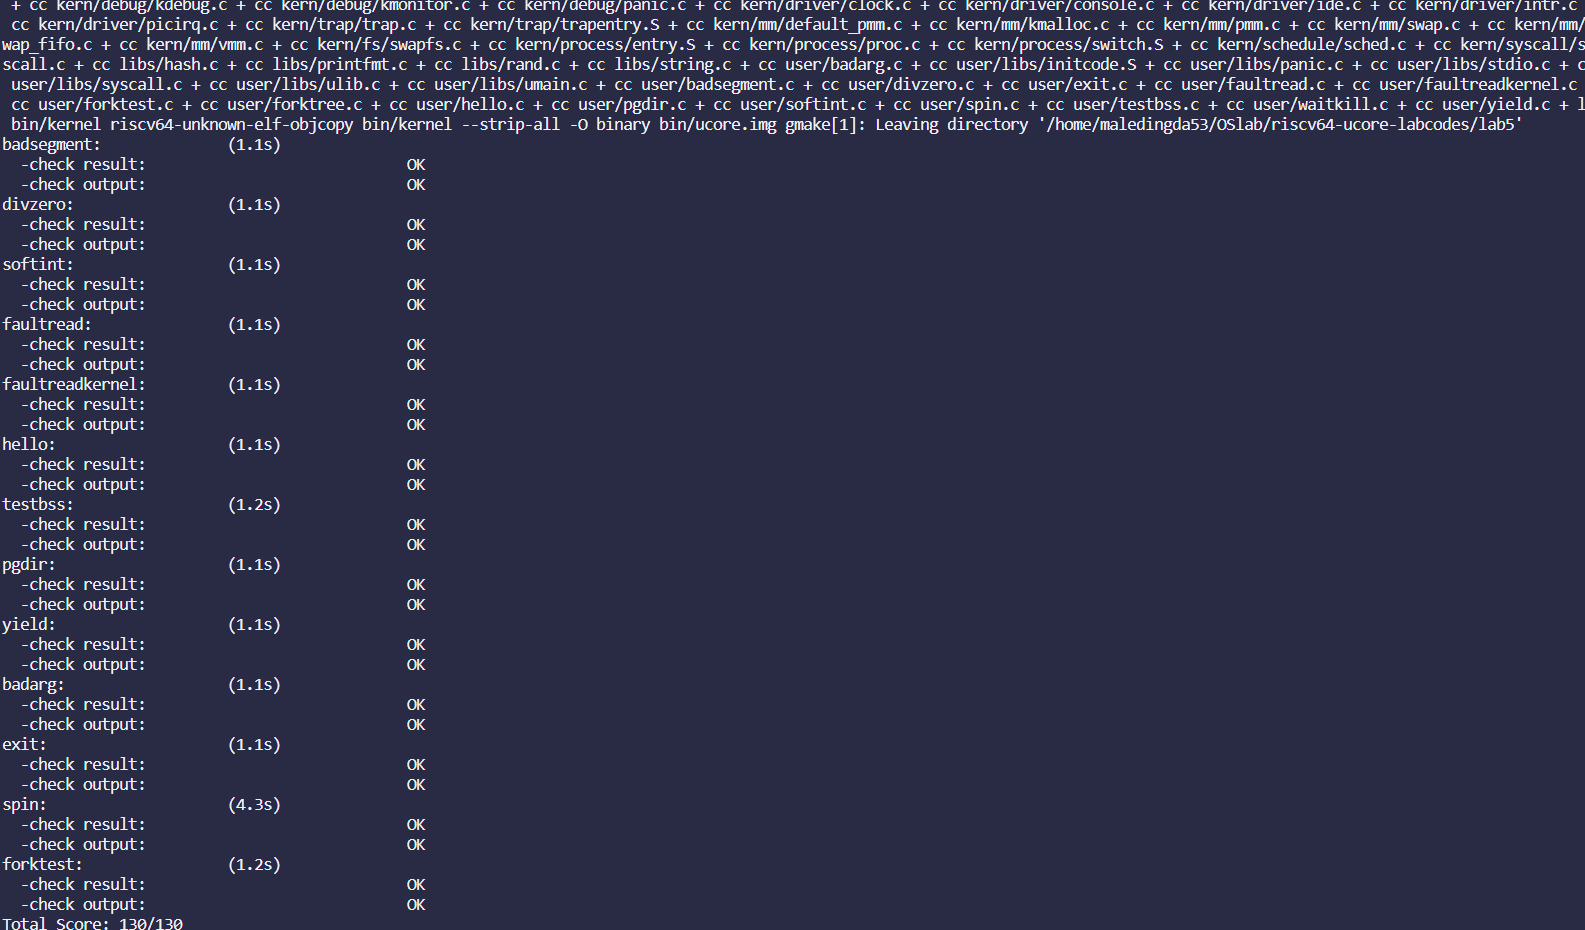 + cc kern/debug/kdebug.c + cc kern/debug/kmonitor.c + cc kern/debug/panic.c + cc kern/driver/clock.c + cc kern/driver/console.c + cc kern/driver/ide.c + cc kern/driver/intr.c
cc kern/driver/picirq.c + cc kern/trap/trap.c + cc kern/trap/trapentry.S + cc kern/mm/default_pmm.c + cc kern/mm/kmalloc.c + cc kern/mm/pmm.c + cc kern/mm/swap.c + cc kern/mm/
wap_fifo.c + cc kern/mm/vmm.c + cc kern/fs/swapfs.c + cc kern/process/entry.S + cc kern/process/proc.c + cc kern/process/switch.S + cc kern/schedule/sched.c + cc kern/syscall/s
scall.c + cc libs/hash.c + cc libs/printfmt.c + cc libs/rand.c + cc libs/string.c + cc user/badarg.c + cc user/libs/initcode.S + cc user/libs/panic.c + cc user/libs/stdio.c + c
user/libs/syscall.c + cc user/libs/ulib.c + cc user/libs/umain.c + cc user/badsegment.c + cc user/divzero.c + cc user/exit.c + cc user/faultread.c + cc user/faultreadkernel.c
cc user/forktest.c + cc user/forktree.c + cc user/hello.c + cc user/pgdir.c + cc user/softint.c + cc user/spin.c + cc user/testbss.c + cc user/waitkill.c + cc user/yield.c + l
bin/kernel riscv64-unknown-elf-objcopy bin/kernel --strip-all -O binary bin/ucore.img gmake[1]: Leaving directory '/home/maledingda53/OSlab/riscv64-ucore-labcodes/lab5'
badsegment: (1.1s)
-check result: OK
-check output: OK
divzero: (1.1s)
-check result: OK
-check output: OK
softint: (1.1s)
-check result: OK
-check output: OK
faultread: (1.1s)
-check result: OK
-check output: OK
faultreadkernel: (1.1s)
-check result: OK
-check output: OK
hello: (1.1s)
-check result: OK
-check output: OK
testbss: (1.2s)
-check result: OK
-check output: OK
pgdir: (1.1s)
-check result: OK
-check output: OK
yield: (1.1s)
-check result: OK
-check output: OK
badarg: (1.1s)
-check result: OK
-check output: OK
exit: (1.1s)
-check result: OK
-check output: OK
spin: (4.3s)
-check result: OK
-check output: OK
forktest: (1.2s)
-check result: OK
-check output: OK
Total Score: 130/130